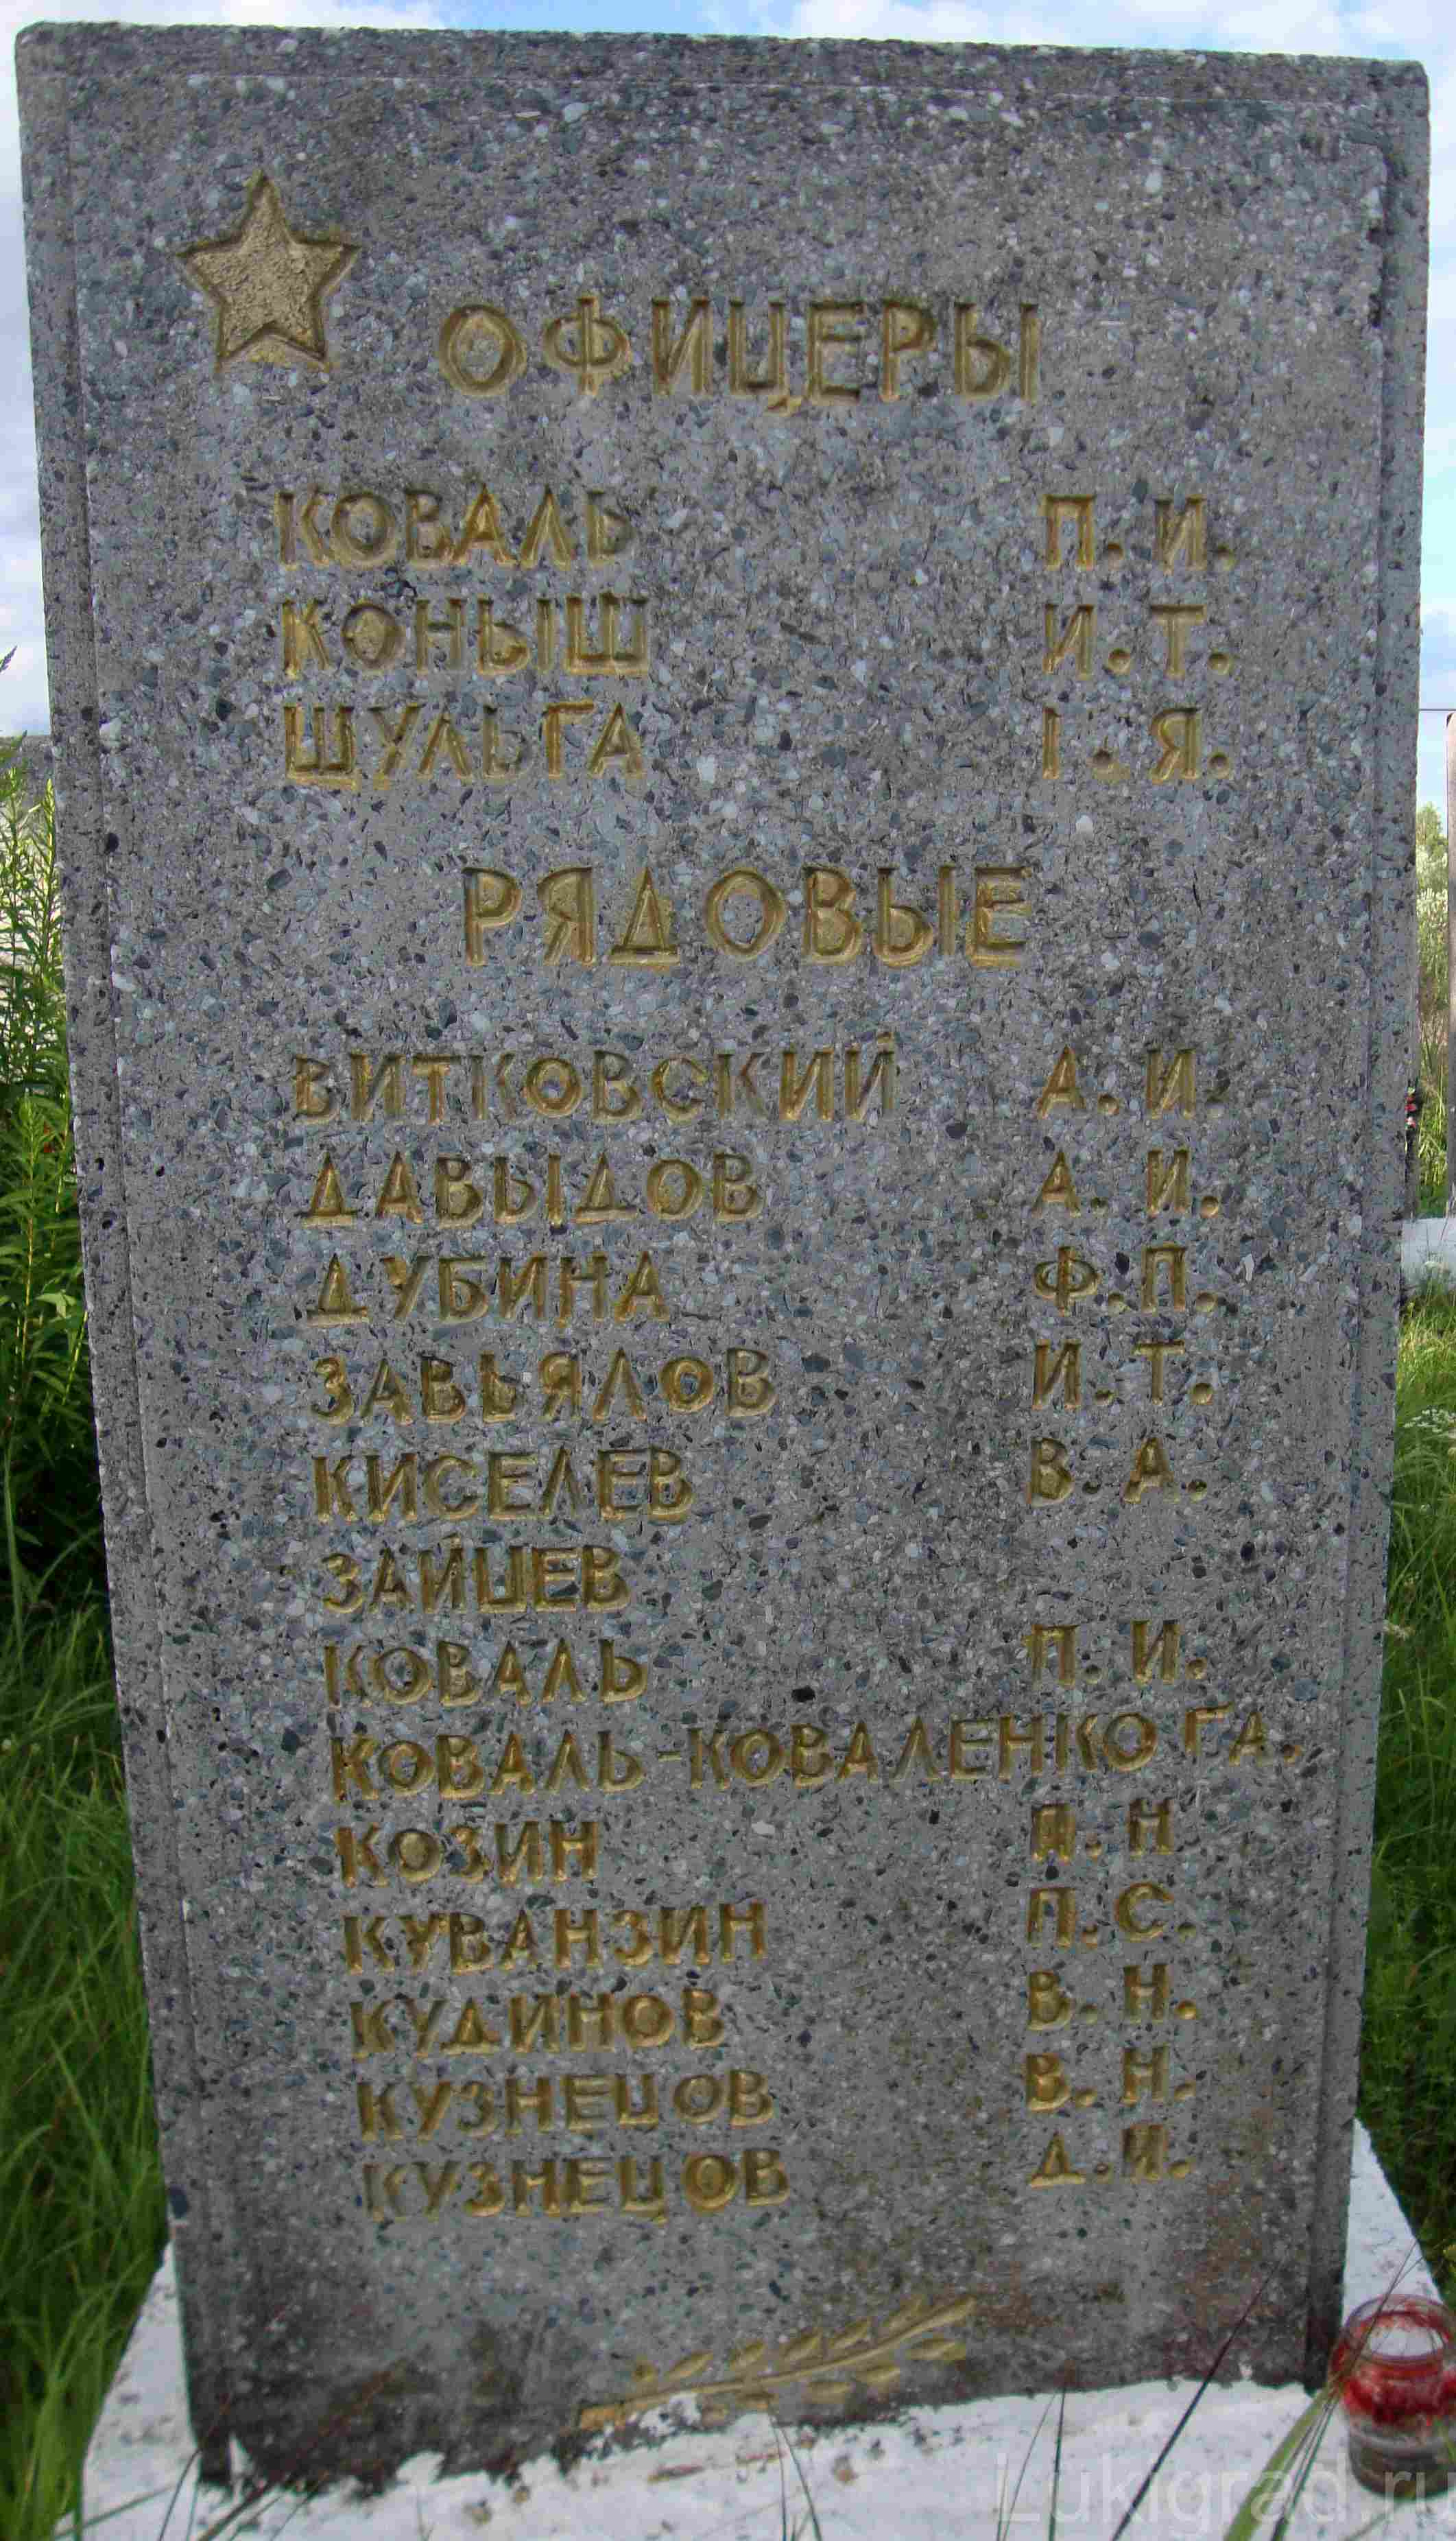 ОФИЦЕРЫ
КОВАЛЬ П. И.
КОНЫШ И. Т.
ШУЛЬГА І. Я.
РЯДОВЫЕ
ВИТКОВСКИЙ А. И.
ДАВЫДОВ А. И.
ДУБИНА Ф. П.
ЗАВЬЯЛОВ И. Т.
КИСЕЛЕВ В. А.
ЗАЙЦЕВ
КОВАЛЬ П. И.
КОВАЛЬ-КОВАЛЕНКО Г А.
КОЗИН Я. Н
КУВАНЗИН П. С.
КУДИНОВ В. Н.
КУЗНЕЦОВ В. Н.
КУЗНЕЦОВ Д. И.
Lukigrad.ru